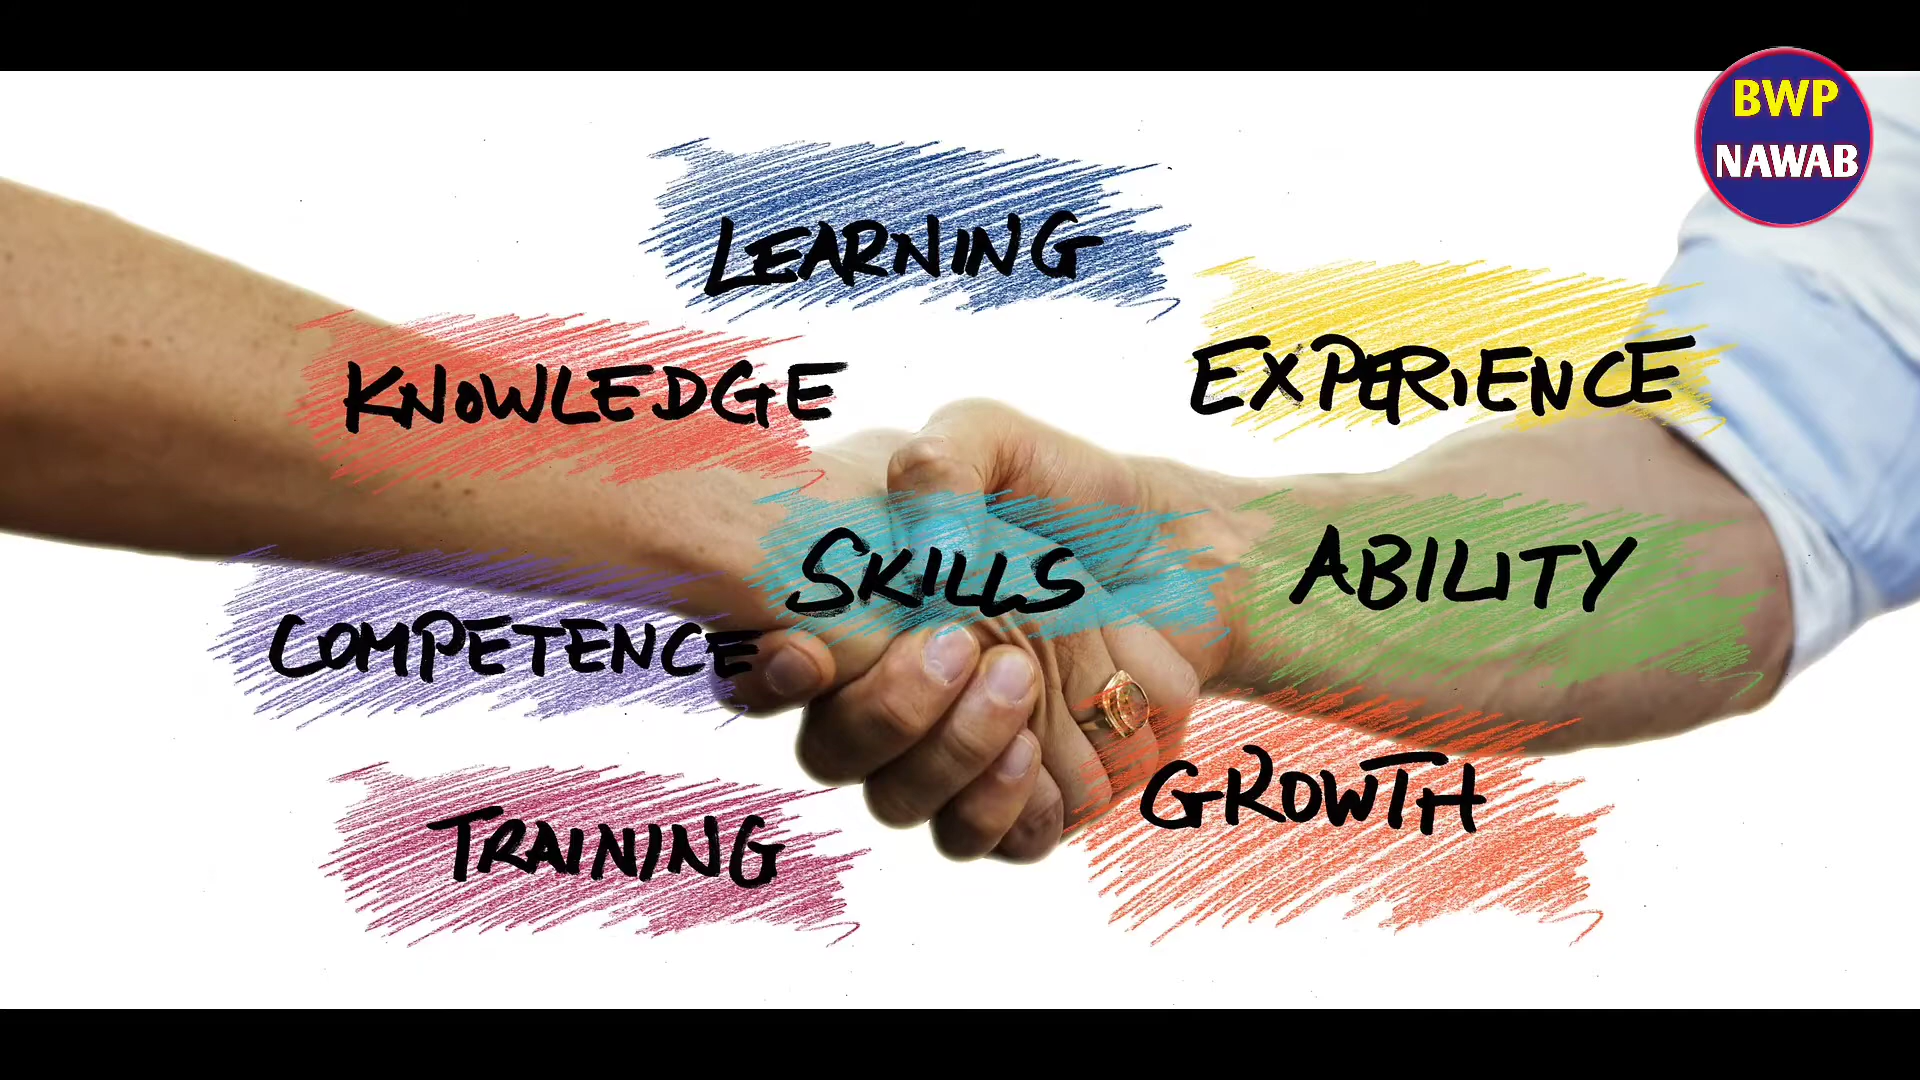 BWP
NAWAB
LEARNING
KNOWLEDGE
EXPERIENCE
SKILLS
ABILITY
COMPETENCE
GROWTH
TRAINING